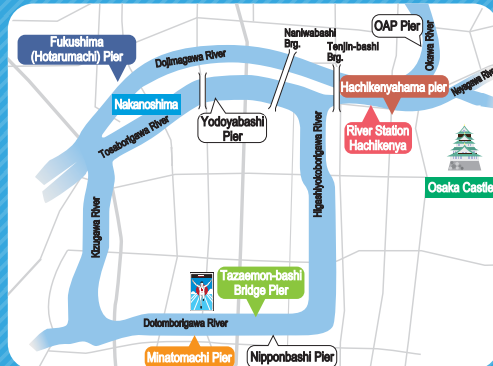 OAP Pier
Okawa River
Naniwabashi
Brg.
Tenjin-bashi
Brg.
Fukushima
(Hotarumachi) Pier
Dojimagawa River
Hachikenyahama pier
Neyagawa River
Nakanoshima
Yodoyabashi
Pier
River Station
Hachikenya
Tosaborigawa River
Higashiyokoborigawa River
Osaka Castle
Kizugawa River
Tazaemon-bashi
Bridge Pier
Dotomborigawa River
Minatomachi Pier
Nipponbashi Pier